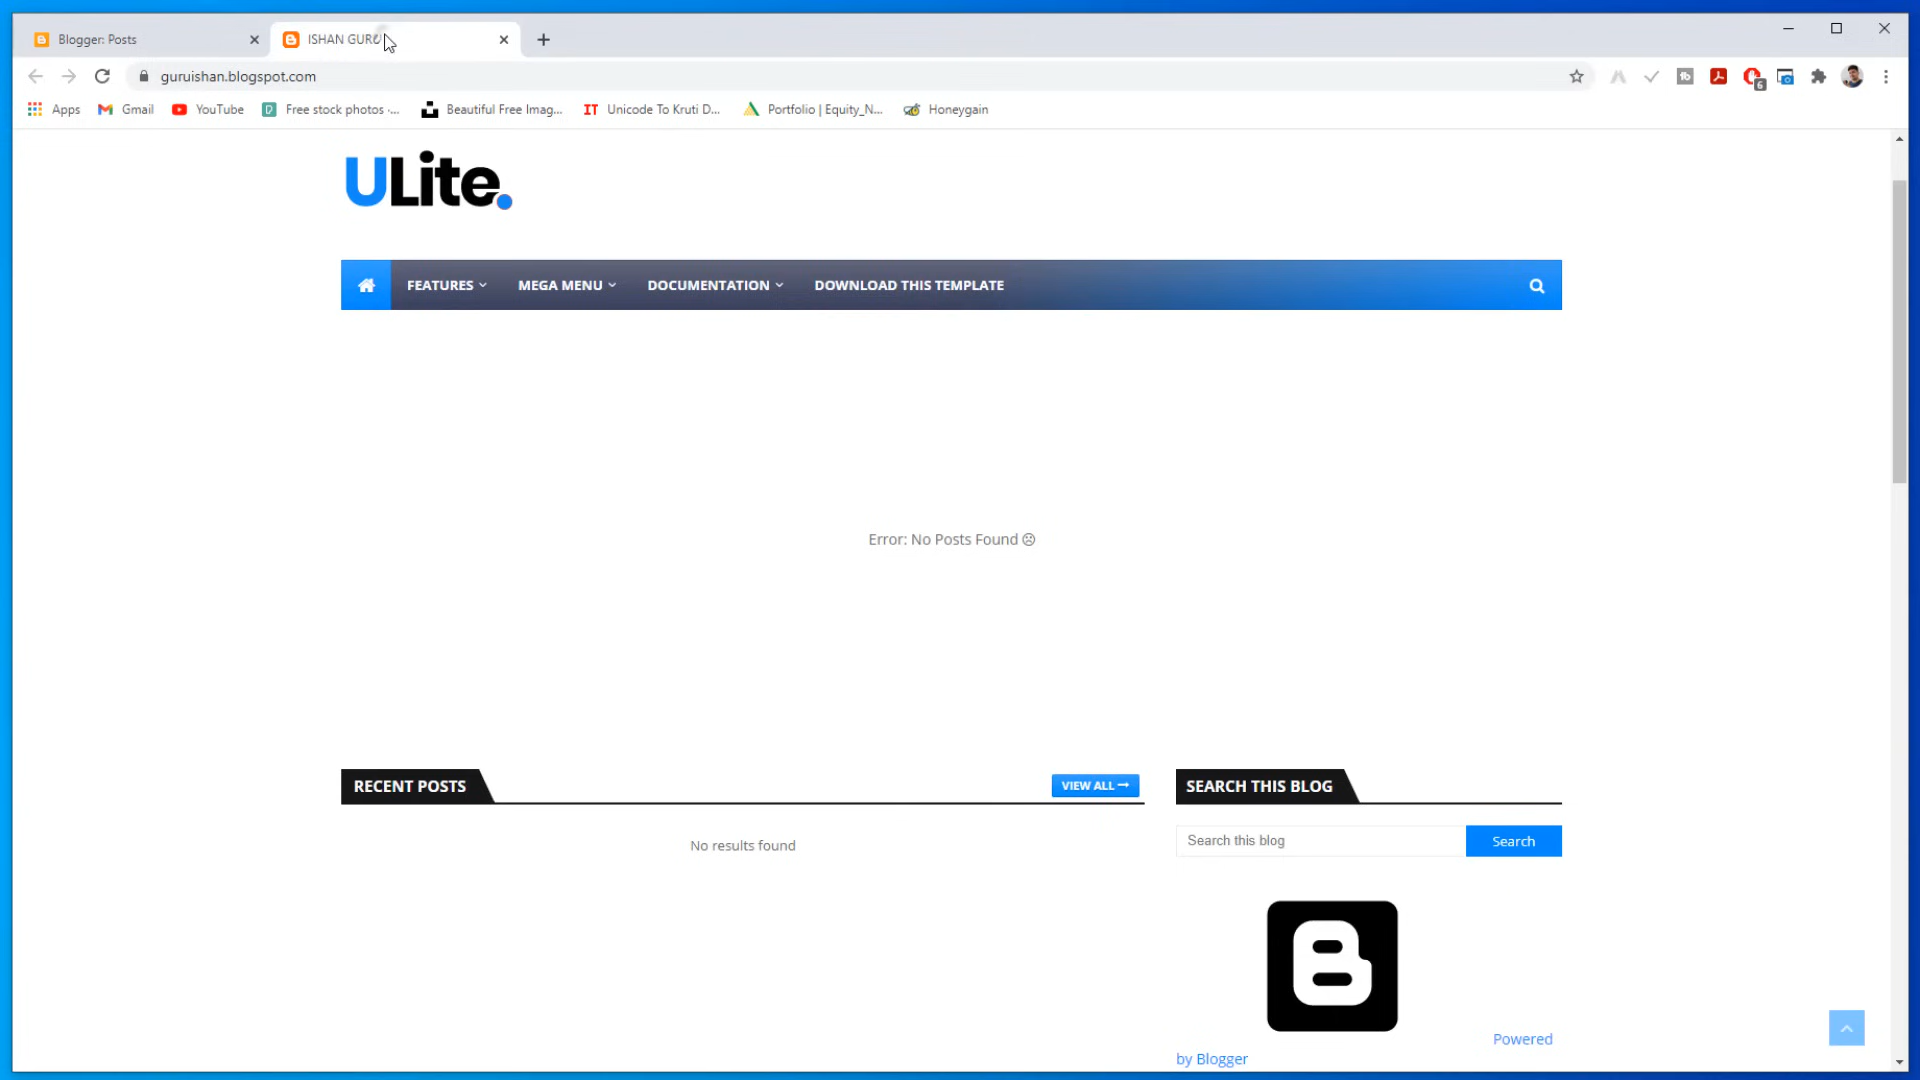 Blogger: Posts
ISHAN GURU
guruishan.blogspot.com
6
Apps
Gmail
YouTube
Free stock photos ·...
Beautiful Free Imag...
IT Unicode To Kruti D...
Portfolio | Equity_N...
Honeygain
ULite.
FEATURES
MEGA MENU
DOCUMENTATION
DOWNLOAD THIS TEMPLATE
Error: No Posts Found ☹
RECENT POSTS
VIEW ALL →
SEARCH THIS BLOG
No results found
Search this blog
Search
Powered
by Blogger